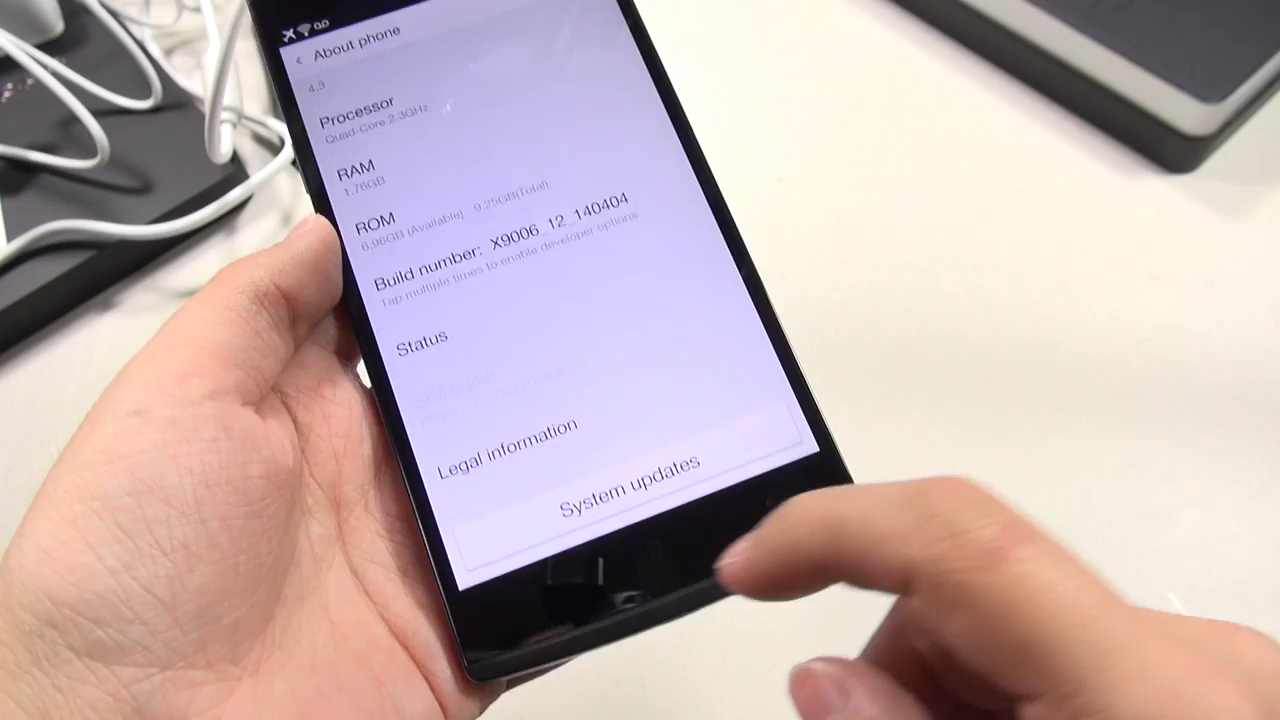 About phone
4.3
Processor
Quad-Core 2.3GHz
RAM
1.76GB
ROM
6.96GB (Available) 9.25GB(Total)
Build number: X9006_12_140404
Tap multiple times to enable developer options
Status
Legal information
System updates